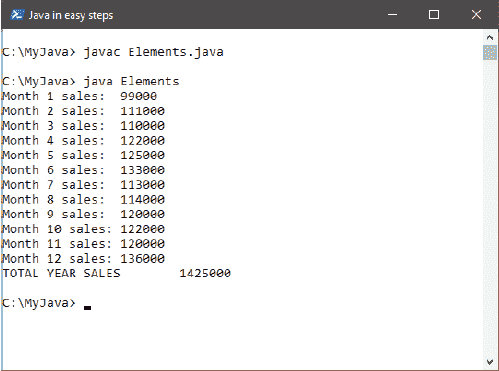 Java in easy steps
C:\MyJava> javac Elements.java
C:\MyJava> java Elements
Month 1 sales:  99000
Month 2 sales:  111000
Month 3 sales:  110000
Month 4 sales:  122000
Month 5 sales:  125000
Month 6 sales:  133000
Month 7 sales:  113000
Month 8 sales:  114000
Month 9 sales:  120000
Month 10 sales: 122000
Month 11 sales: 120000
Month 12 sales: 136000
TOTAL YEAR SALES        1425000
C:\MyJava>